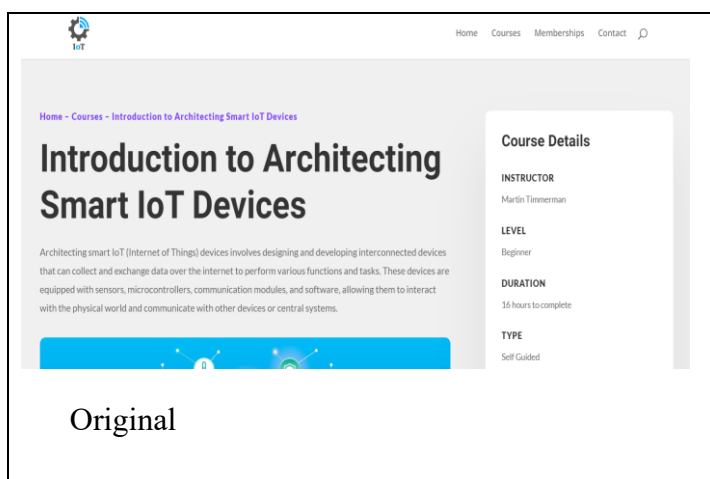 IoT
Home Courses Memberships Contact
Home – Courses – Introduction to Architecting Smart IoT Devices
Introduction to Architecting
Smart IoT Devices
Architecting smart IoT (Internet of Things) devices involves designing and developing interconnected devices
that can collect and exchange data over the internet to perform various functions and tasks. These devices are
equipped with sensors, microcontrollers, communication modules, and software, allowing them to interact
with the physical world and communicate with other devices or central systems.
Course Details
INSTRUCTOR
Martin Timmerman
LEVEL
Beginner
DURATION
16 hours to complete
TYPE
Self Guided
Original